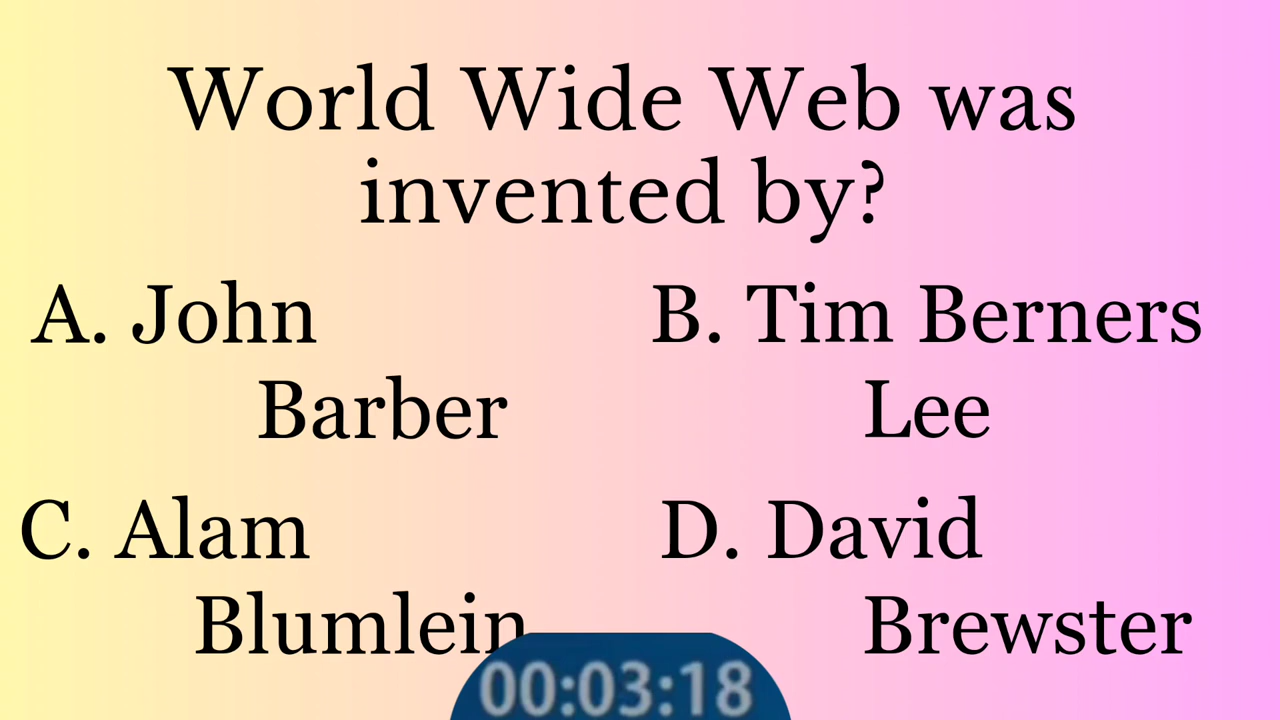 World Wide Web was
invented by?
A. John
Barber
B. Tim Berners
Lee
C. Alam
Blumlein
D. David
Brewster
00:03:18